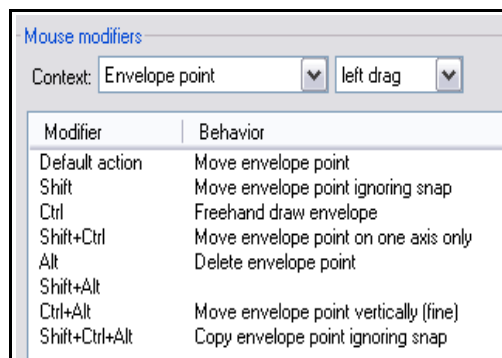 Mouse modifiers
Context: Envelope point left drag
Modifier Behavior
Default action Move envelope point
Shift Move envelope point ignoring snap
Ctrl Freehand draw envelope
Shift+Ctrl Move envelope point on one axis only
Alt Delete envelope point
Shift+Alt
Ctrl+Alt Move envelope point vertically (fine)
Shift+Ctrl+Alt Copy envelope point ignoring snap